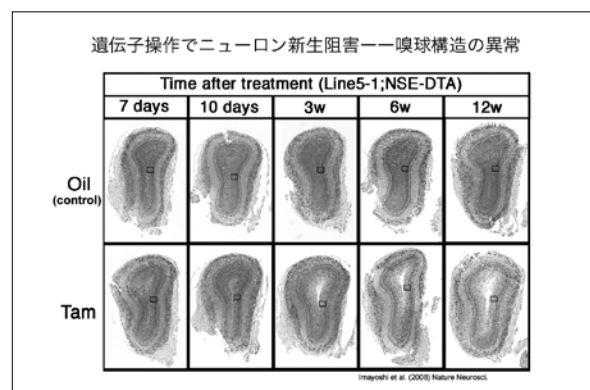 遺伝子操作でニューロン新生阻害ーー嗅球構造の異常
Time after treatment (Line5-1;NSE-DTA)
7 days 10 days 3w 6w 12w
Oil
(control)
Tam
Imayoshi et al. (2008) Nature Neurosci.